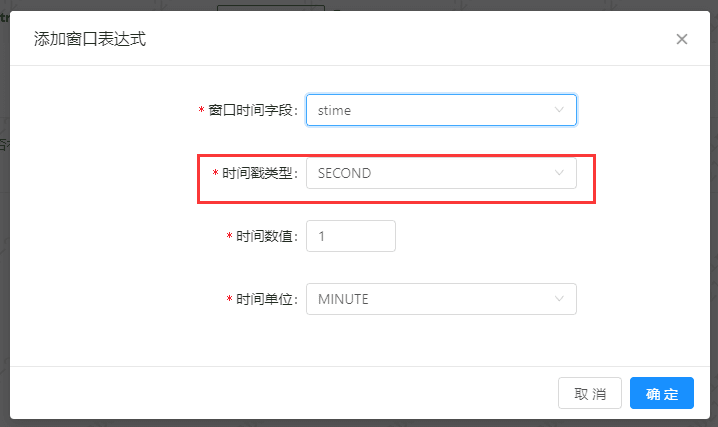 添加窗口表达式
* 窗口时间字段: stime
* 时间戳类型: SECOND
* 时间数值: 1
* 时间单位: MINUTE
取 消 确 定